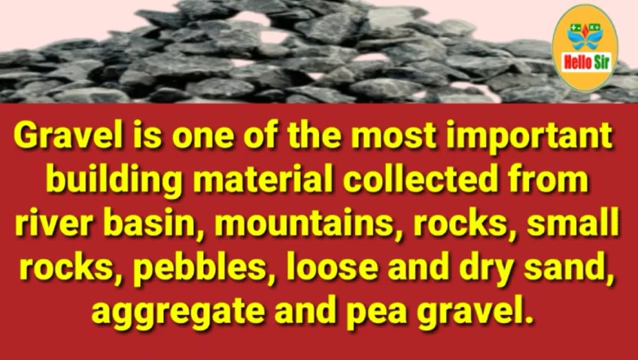 Hello Sir
Gravel is one of the most important
building material collected from
river basin, mountains, rocks, small
rocks, pebbles, loose and dry sand,
aggregate and pea gravel.